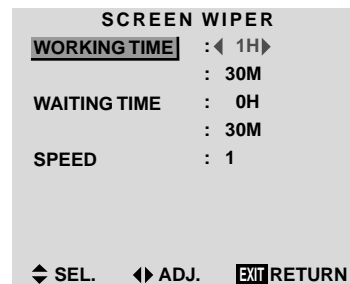 SCREEN WIPER
WORKING TIME : ◀ 1H▶
: 30M
WAITING TIME : 0H
: 30M
SPEED : 1
▲▼ SEL. ◀▶ ADJ. EXIT RETURN